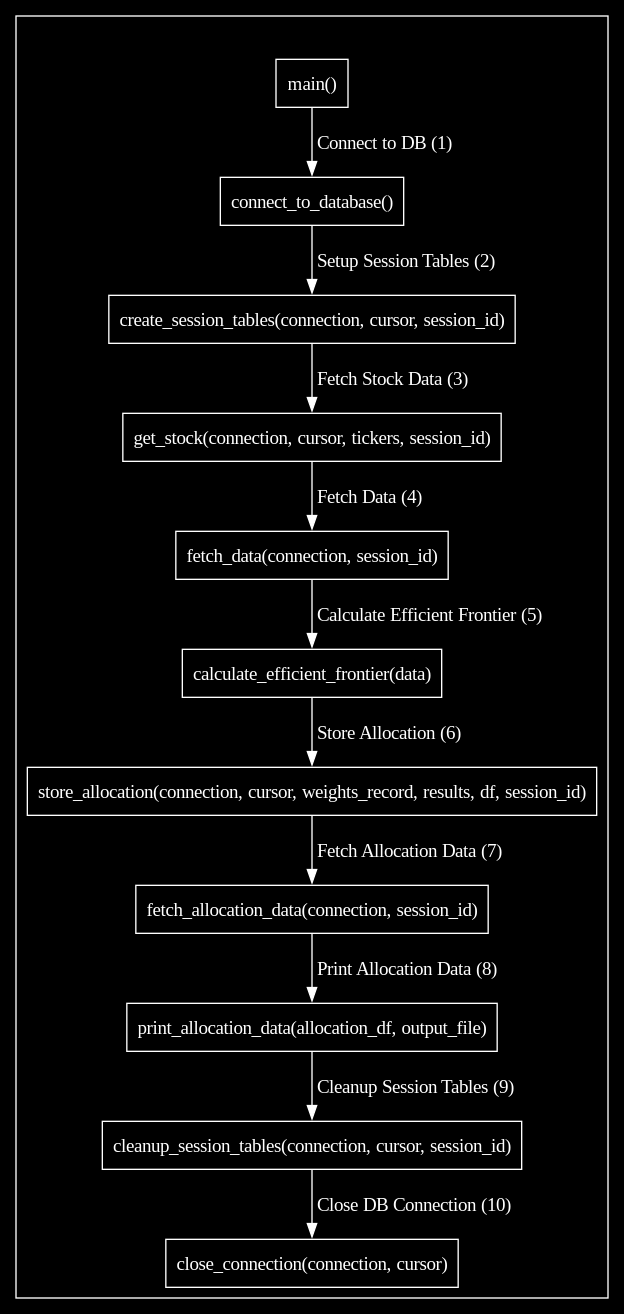 main()
Connect to DB (1)
connect_to_database()
Setup Session Tables (2)
create_session_tables(connection, cursor, session_id)
Fetch Stock Data (3)
get_stock(connection, cursor, tickers, session_id)
Fetch Data (4)
fetch_data(connection, session_id)
Calculate Efficient Frontier (5)
calculate_efficient_frontier(data)
Store Allocation (6)
store_allocation(connection, cursor, weights_record, results, df, session_id)
Fetch Allocation Data (7)
fetch_allocation_data(connection, session_id)
Print Allocation Data (8)
print_allocation_data(allocation_df, output_file)
Cleanup Session Tables (9)
cleanup_session_tables(connection, cursor, session_id)
Close DB Connection (10)
close_connection(connection, cursor)